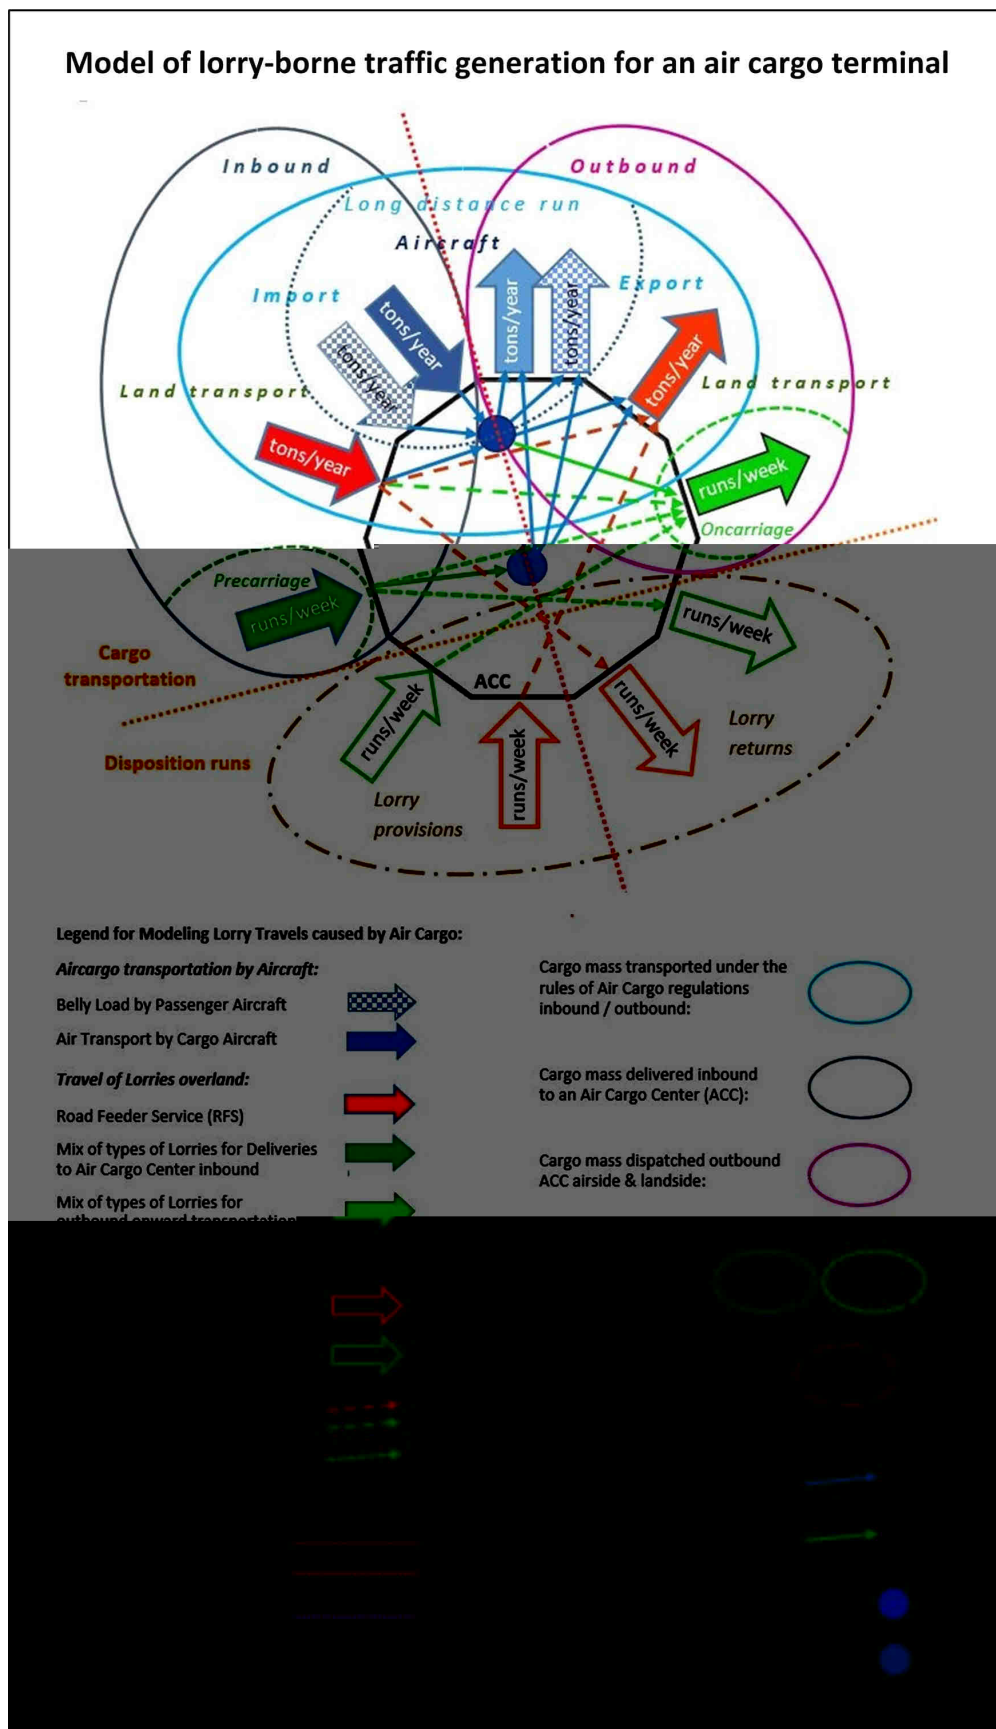 Model of lorry-borne traffic generation for an air cargo terminal
Inbound
Outbound
Long distance run
Aircraft
Import
Export
tons/year
tons/year
tons/year
tons/year
tons/year
tons/year
Land transport
Land transport
runs/week
Oncarriage
Precarriage
runs/week
runs/week
Cargo
transportation
ACC
runs/week
runs/week
runs/week
Lorry
returns
Disposition runs
Lorry
provisions
Legend for Modeling Lorry Travels caused by Air Cargo:
Aircargo transportation by Aircraft:
Belly Load by Passenger Aircraft
Air Transport by Cargo Aircraft
Travel of Lorries overland:
Road Feeder Service (RFS)
Mix of types of Lorries for Deliveries
to Air Cargo Center inbound
Mix of types of Lorries for
outbound onward transportation
Cargo mass transported under the
rules of Air Cargo regulations
inbound / outbound:
Cargo mass delivered inbound
to an Air Cargo Center (ACC):
Cargo mass dispatched outbound
ACC airside & landside: